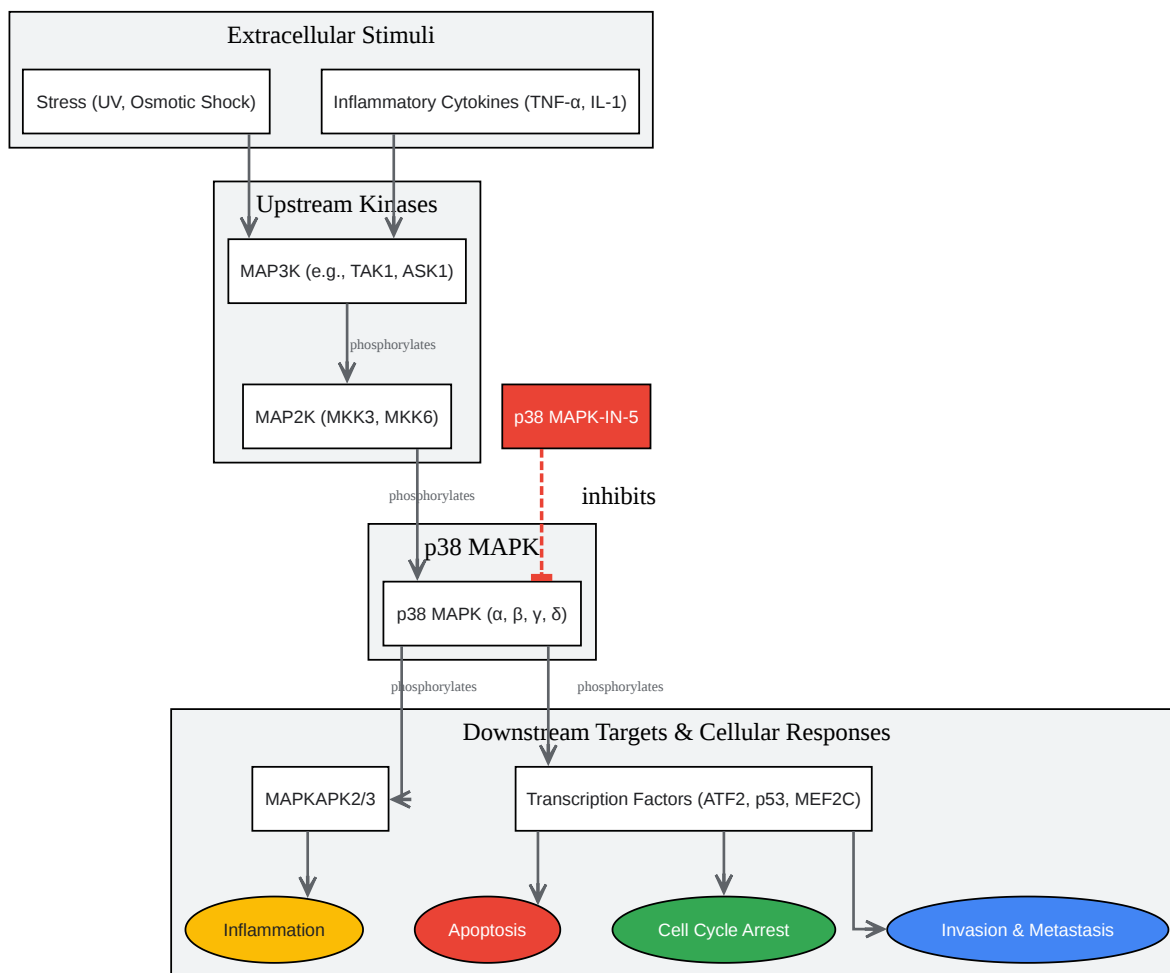 Extracellular Stimuli
Stress (UV, Osmotic Shock)
Inflammatory Cytokines (TNF-α, IL-1)
Upstream Kinases
MAP3K (e.g., TAK1, ASK1)
phosphorylates
MAP2K (MKK3, MKK6)
p38 MAPK-IN-5
phosphorylates
inhibits
p38 MAPK
p38 MAPK (α, β, γ, δ)
phosphorylates
phosphorylates
Downstream Targets & Cellular Responses
MAPKAPK2/3
Transcription Factors (ATF2, p53, MEF2C)
Inflammation
Apoptosis
Cell Cycle Arrest
Invasion & Metastasis